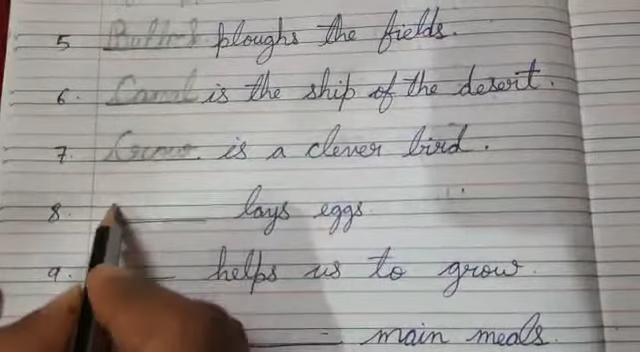 5 Bullock ploughs the fields.
6. Camel is the ship of the desert.
7. Crow is a clever bird.
8. lays eggs
9. helps us to grow.
main meals.